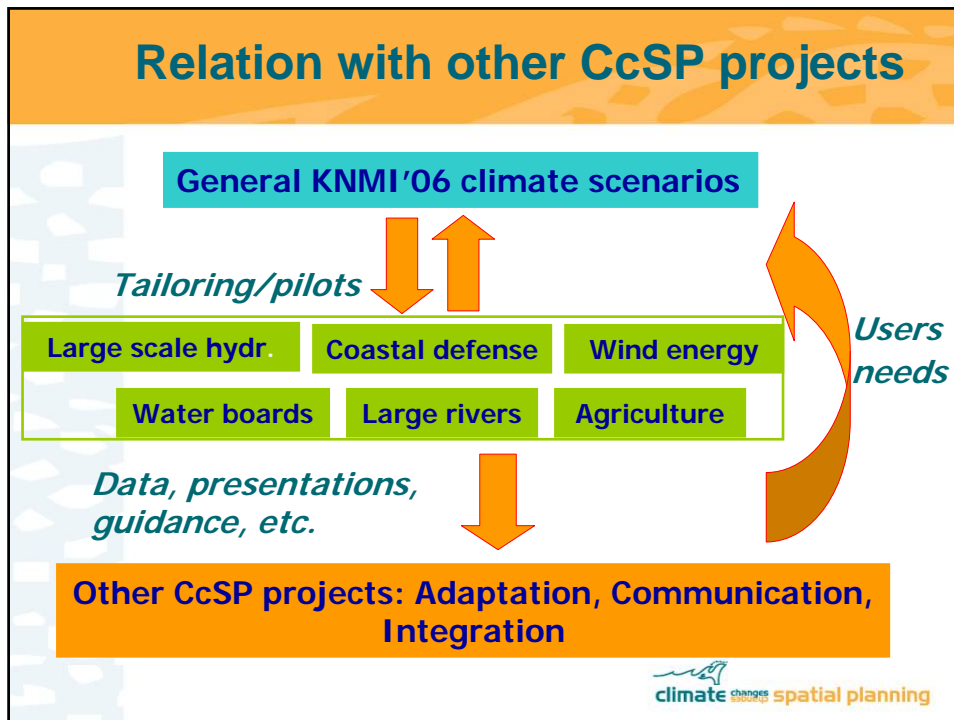 Relation with other CcSP projects
General KNMI'06 climate scenarios
Tailoring/pilots
Large scale hydr.
Coastal defense
Wind energy
Users
needs
Water boards
Large rivers
Agriculture
Data, presentations,
guidance, etc.
Other CcSP projects: Adaptation, Communication,
Integration
climate changes spatial planning
changes